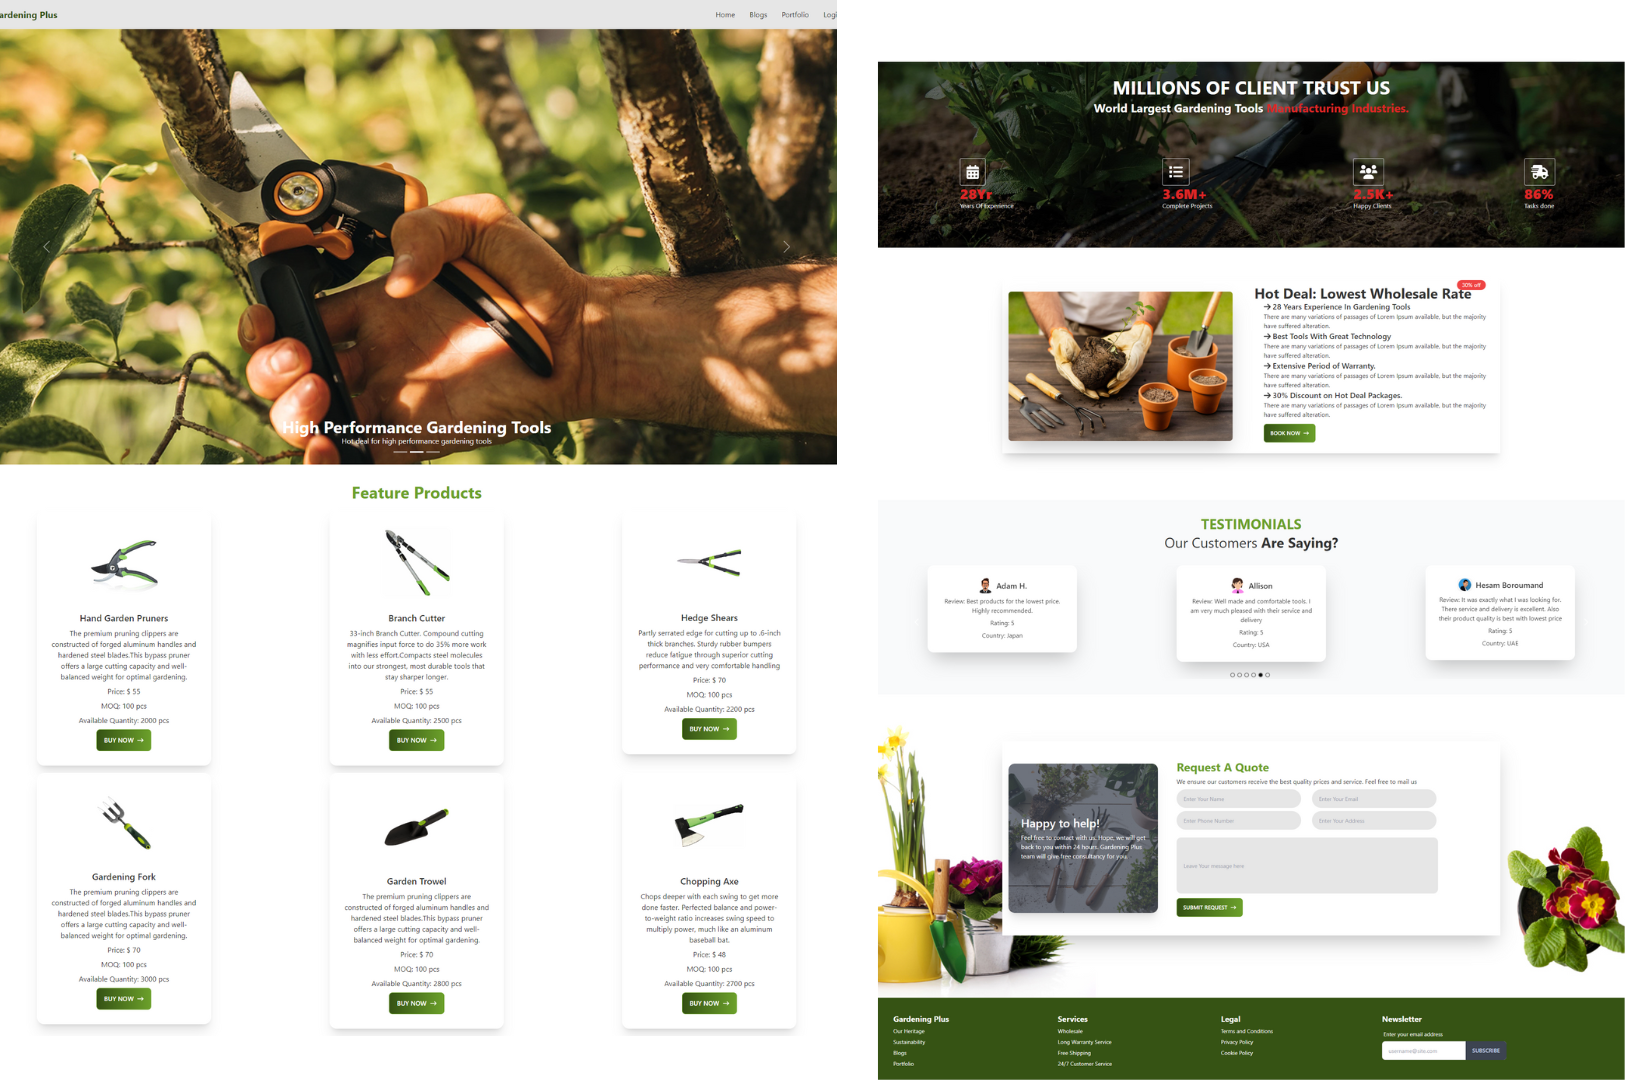 ardening Plus
Home Blogs Portfolio Logi
High Performance Gardening Tools
Hot deal for high performance gardening tools
Feature Products
Hand Garden Pruners
The premium pruning clippers are
constructed of forged aluminum handles and
hardened steel blades.This bypass pruner
offers a large cutting capacity and well-
balanced weight for optimal gardening.
Price: $ 55
MOQ: 100 pcs
Available Quantity: 2000 pcs
BUY NOW →
Branch Cutter
33-inch Branch Cutter. Compound cutting
magnifies input force to do 35% more work
with less effort.Compacts steel molecules
into our strongest, most durable tools that
stay sharper longer.
Price: $ 55
MOQ: 100 pcs
Available Quantity: 2500 pcs
BUY NOW →
Hedge Shears
Partly serrated edge for cutting up to .6-inch
thick branches. Sturdy rubber bumpers
reduce fatigue through superior cutting
performance and very comfortable handling
Price: $ 70
MOQ: 100 pcs
Available Quantity: 2200 pcs
BUY NOW →
Gardening Fork
The premium pruning clippers are
constructed of forged aluminum handles and
hardened steel blades.This bypass pruner
offers a large cutting capacity and well-
balanced weight for optimal gardening.
Price: $ 70
MOQ: 100 pcs
Available Quantity: 3000 pcs
BUY NOW →
Garden Trowel
The premium pruning clippers are
constructed of forged aluminum handles and
hardened steel blades.This bypass pruner
offers a large cutting capacity and well-
balanced weight for optimal gardening.
Price: $ 70
MOQ: 100 pcs
Available Quantity: 2800 pcs
BUY NOW →
Chopping Axe
Chops deeper with each swing to get more
done faster. Perfected balance and power-
to-weight ratio increases swing speed to
multiply power, much like an aluminum
baseball bat.
Price: $ 48
MOQ: 100 pcs
Available Quantity: 2700 pcs
BUY NOW →
MILLIONS OF CLIENT TRUST US
World Largest Gardening Tools Manufacturing Industries.
28Yr
Years Of Experience
3.6M+
Complete Projects
2.5K+
Happy Clients
86%
Tasks done
30% off
Hot Deal: Lowest Wholesale Rate
→ 28 Years Experience In Gardening Tools
There are many variations of passages of Lorem Ipsum available, but the majority
have suffered alteration.
→ Best Tools With Great Technology
There are many variations of passages of Lorem Ipsum available, but the majority
have suffered alteration.
→ Extensive Period of Warranty.
There are many variations of passages of Lorem Ipsum available, but the majority
have suffered alteration.
→ 30% Discount on Hot Deal Packages.
There are many variations of passages of Lorem Ipsum available, but the majority
have suffered alteration.
BOOK NOW →
TESTIMONIALS
Our Customers Are Saying?
Adam H.
Review: Best products for the lowest price.
Highly recommended.
Rating: 5
Country: Japan
Allison
Review: Well made and comfortable tools. I
am very much pleased with their service and
delivery
Rating: 5
Country: USA
Hesam Boroumand
Review: It was exactly what I was looking for.
There service and delivery is excellent. Also
their product quality is best with lowest price
Rating: 5
Country: UAE
Happy to help!
Feel free to contact with us. Hope, we will get
back to you within 24 hours. Gardening Plus
team will give free consultancy for you.
Request A Quote
We ensure our customers receive the best quality prices and service. Feel free to mail us
Enter Your Name
Enter Your Email
Enter Phone Number
Enter Your Address
Leave Your message here
SUBMIT REQUEST →
Gardening Plus
Our Heritage
Sustainability
Blogs
Portfolio
Services
Wholesale
Long Warranty Service
Free Shipping
24/7 Customer Service
Legal
Terms and Conditions
Privacy Policy
Cookie Policy
Newsletter
Enter your email address
username@site.com
SUBSCRIBE